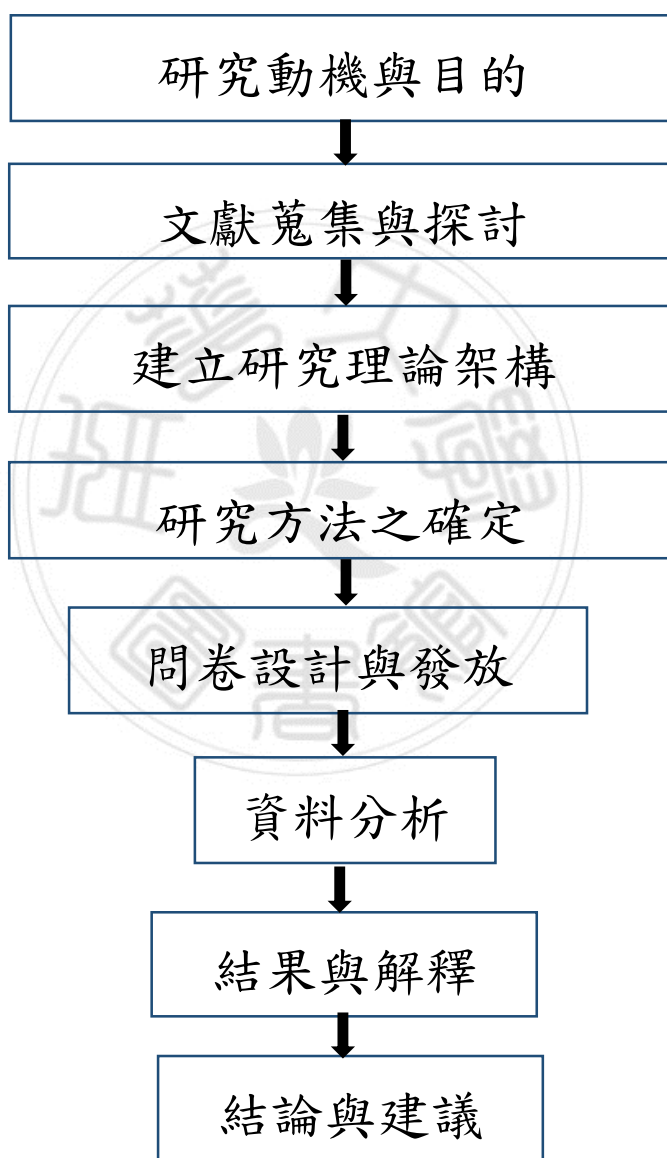 研究動機與目的
文獻蒐集與探討
建立研究理論架構
研究方法之確定
問卷設計與發放
資料分析
結果與解釋
結論與建議